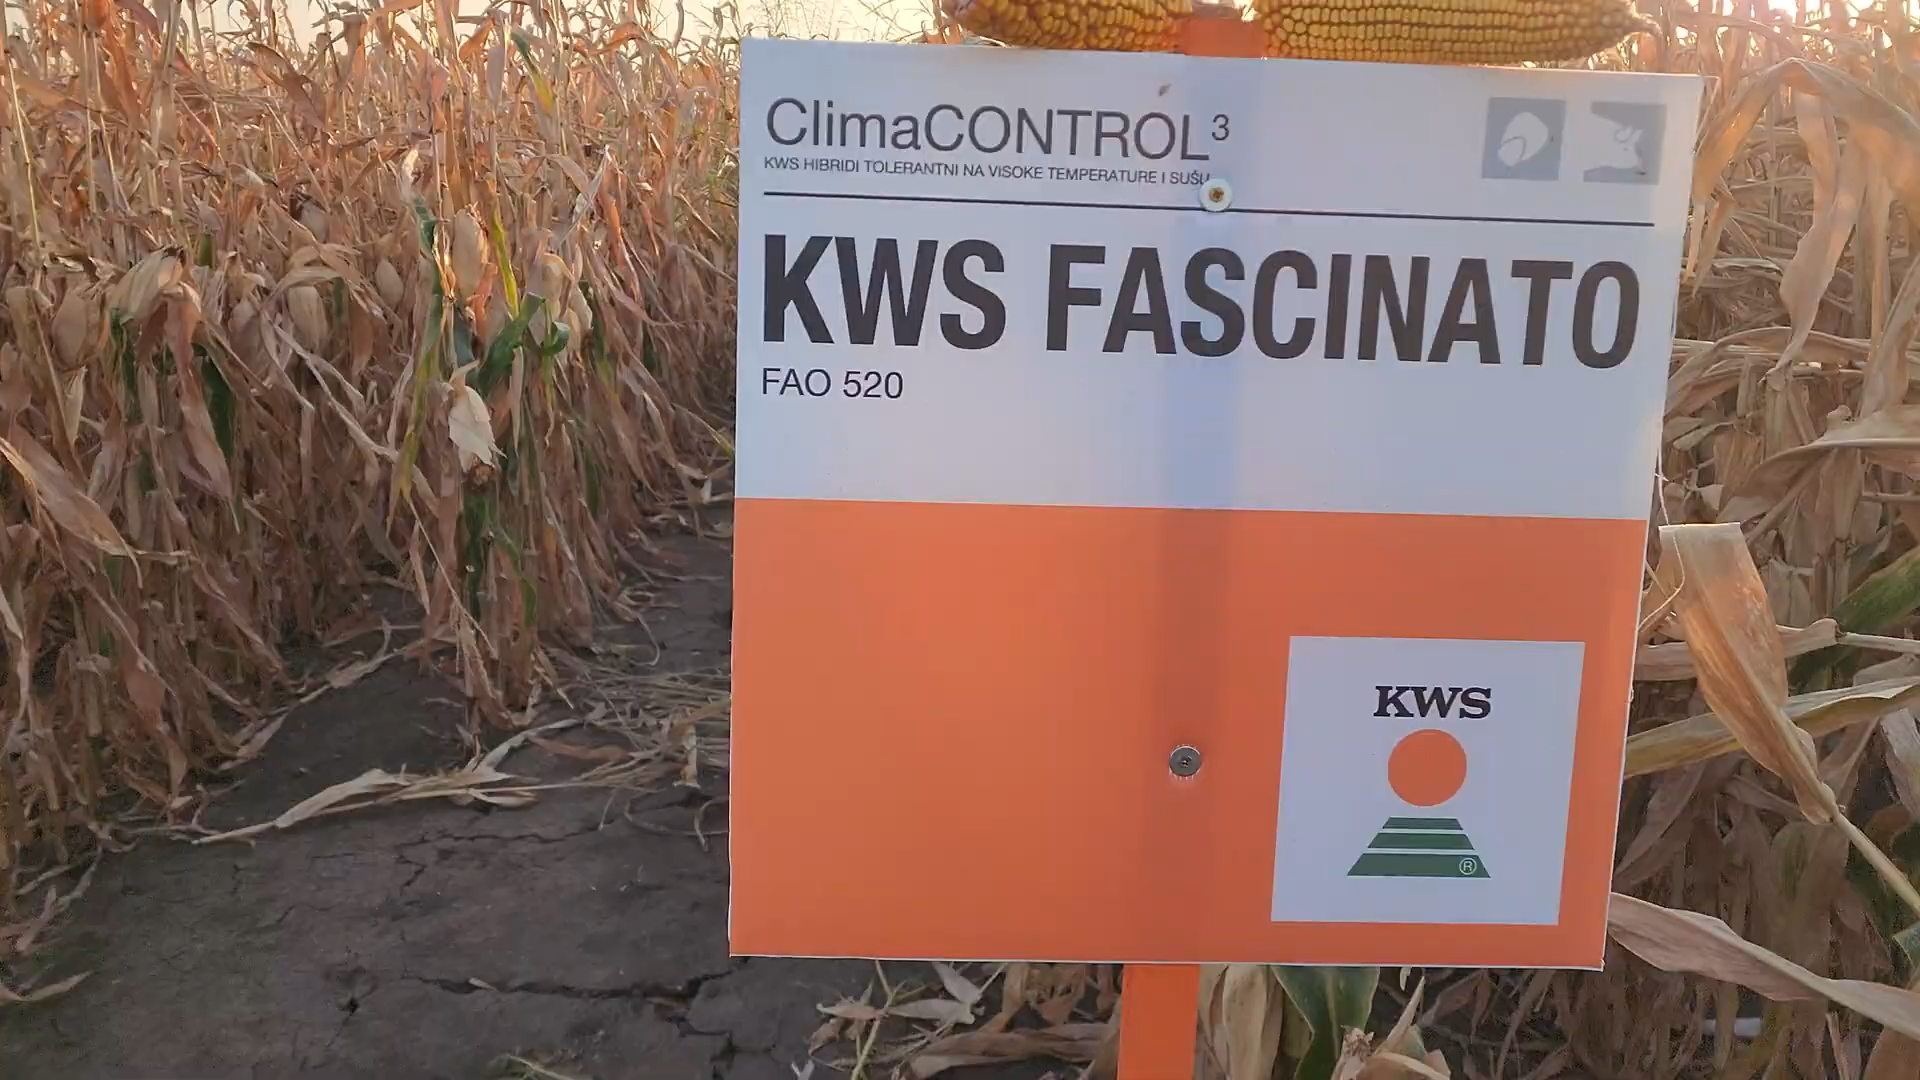 ClimaCONTROL³
KWS HIBRIDI TOLERANTNI NA VISOKE TEMPERATURE I SUŠU
KWS FASCINATO
FAO 520
KWS
®